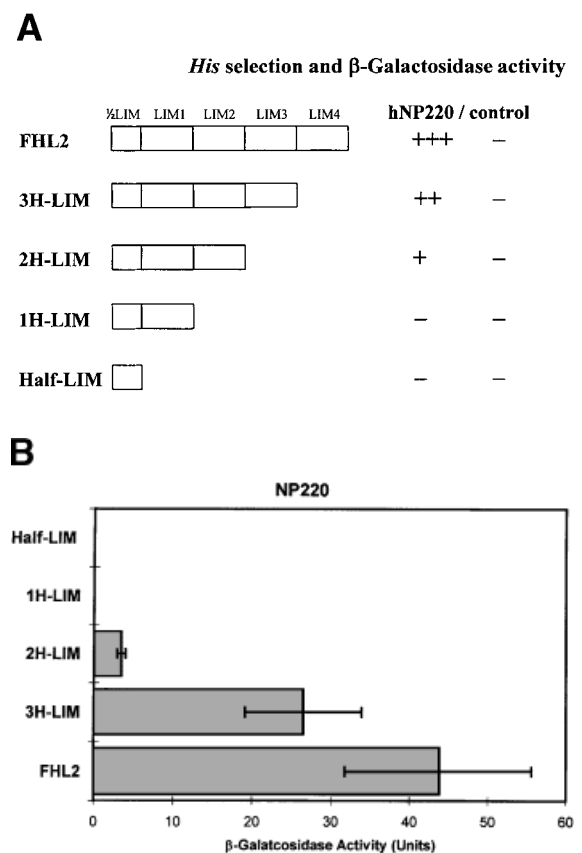 A
His selection and β-Galactosidase activity
½LIM LIM1 LIM2 LIM3 LIM4 hNP220 / control
FHL2 +++ –
3H-LIM ++ –
2H-LIM + –
1H-LIM – –
Half-LIM – –
B
NP220
Half-LIM
1H-LIM
2H-LIM
3H-LIM
FHL2
0 10 20 30 40 50 60
β-Galatcosidase Activity (Units)